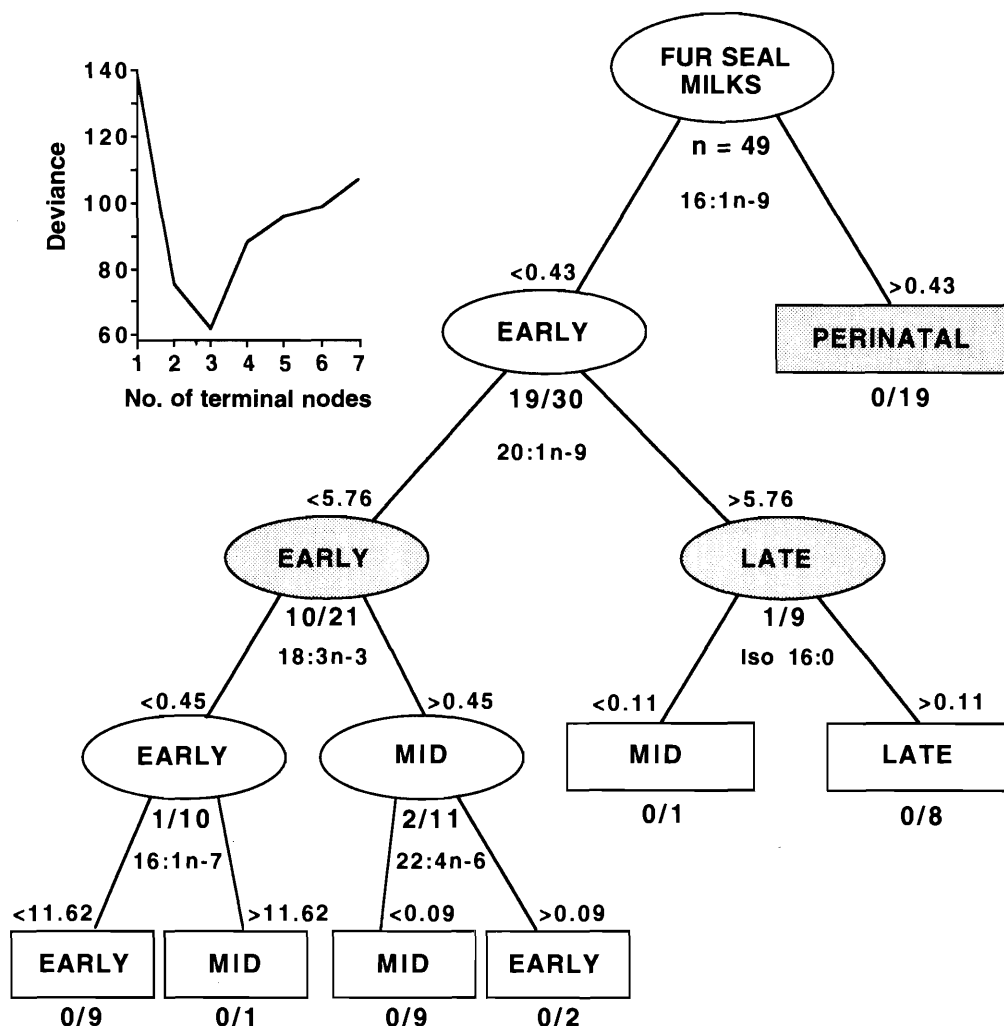 140
120
100
80
60
Deviance
1 2 3 4 5 6 7
No. of terminal nodes
FUR SEAL
MILKS
n = 49
16:1n-9
<0.43
>0.43
EARLY
PERINATAL
19/30
0/19
20:1n-9
<5.76
>5.76
EARLY
LATE
10/21
1/9
18:3n-3
Iso 16:0
<0.45
>0.45
<0.11
>0.11
EARLY
MID
MID
LATE
1/10
2/11
0/1
0/8
16:1n-7
22:4n-6
<11.62
>11.62
<0.09
>0.09
EARLY
MID
MID
EARLY
0/9
0/1
0/9
0/2